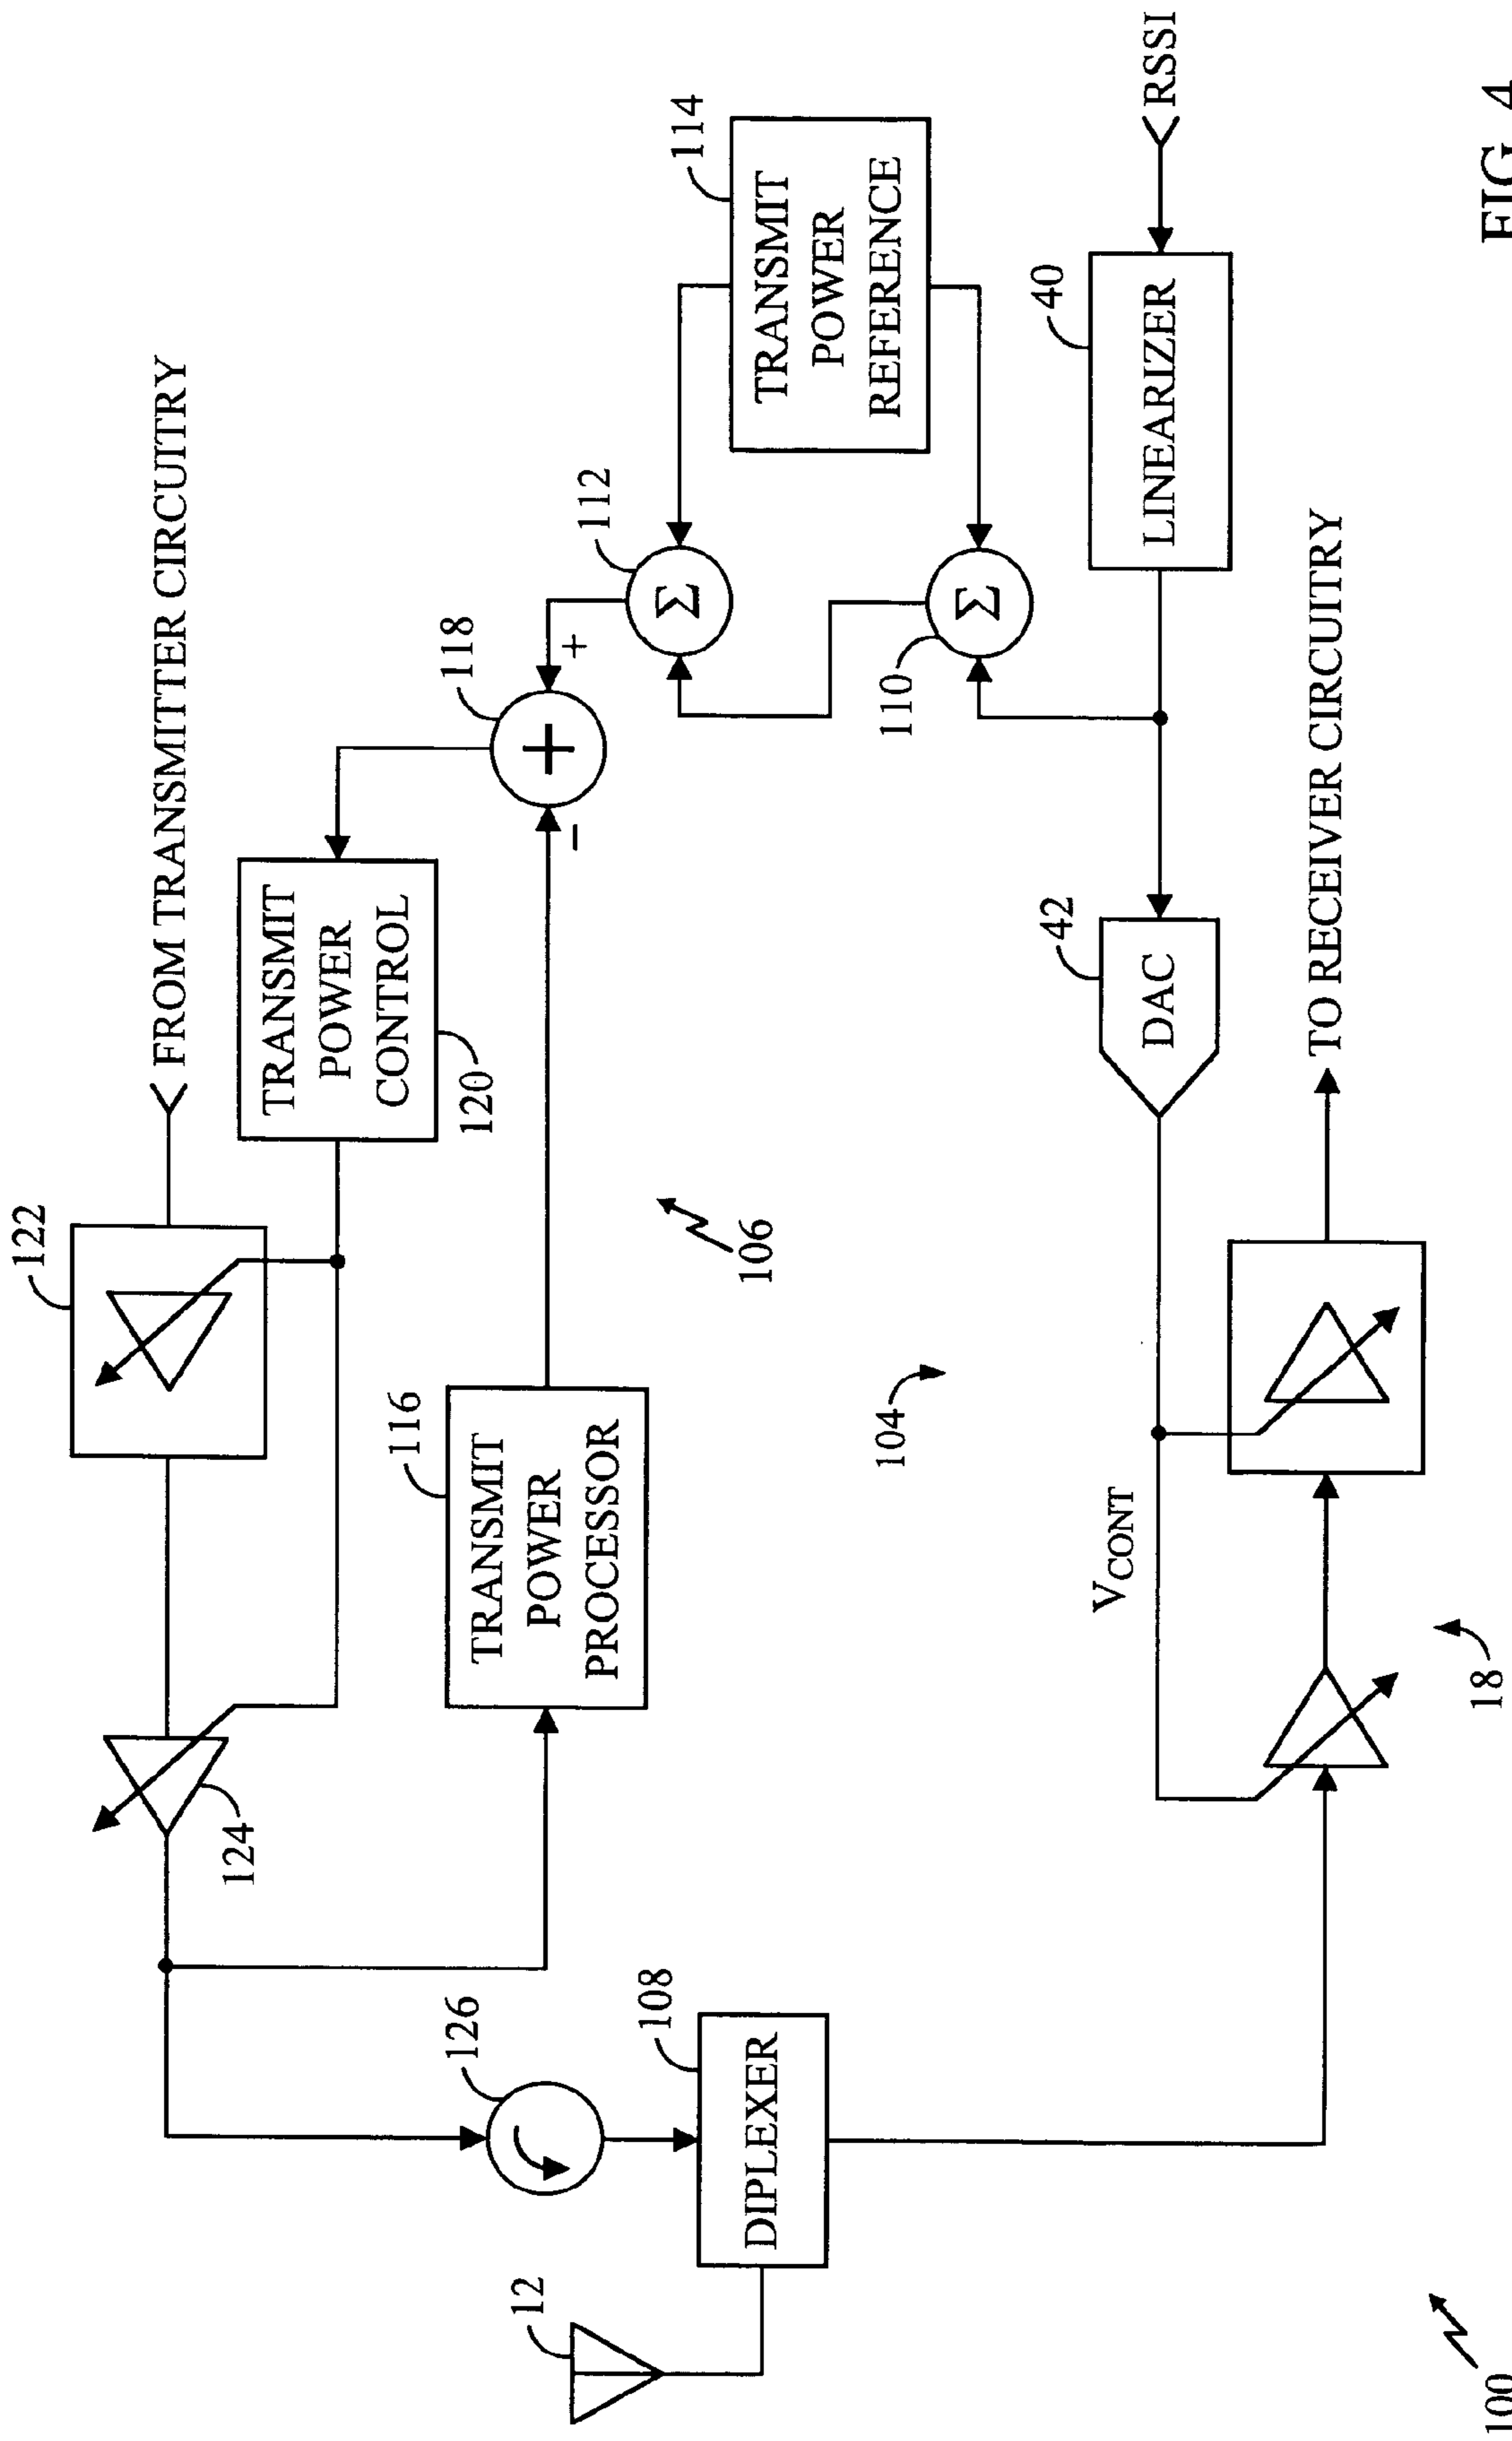 FROM TRANSMITTER CIRCUITRY
122
124
TRANSMIT
POWER
CONTROL
120
118
+
+
−
112
Σ
114
TRANSMIT
POWER
REFERENCE
116
TRANSMIT
POWER
PROCESSOR
106
126
108
DIPLEXER
12
110
Σ
104
40
LINEARIZER
RSSI
42
DAC
VCONT
TO RECEIVER CIRCUITRY
18
100
FIG. 4